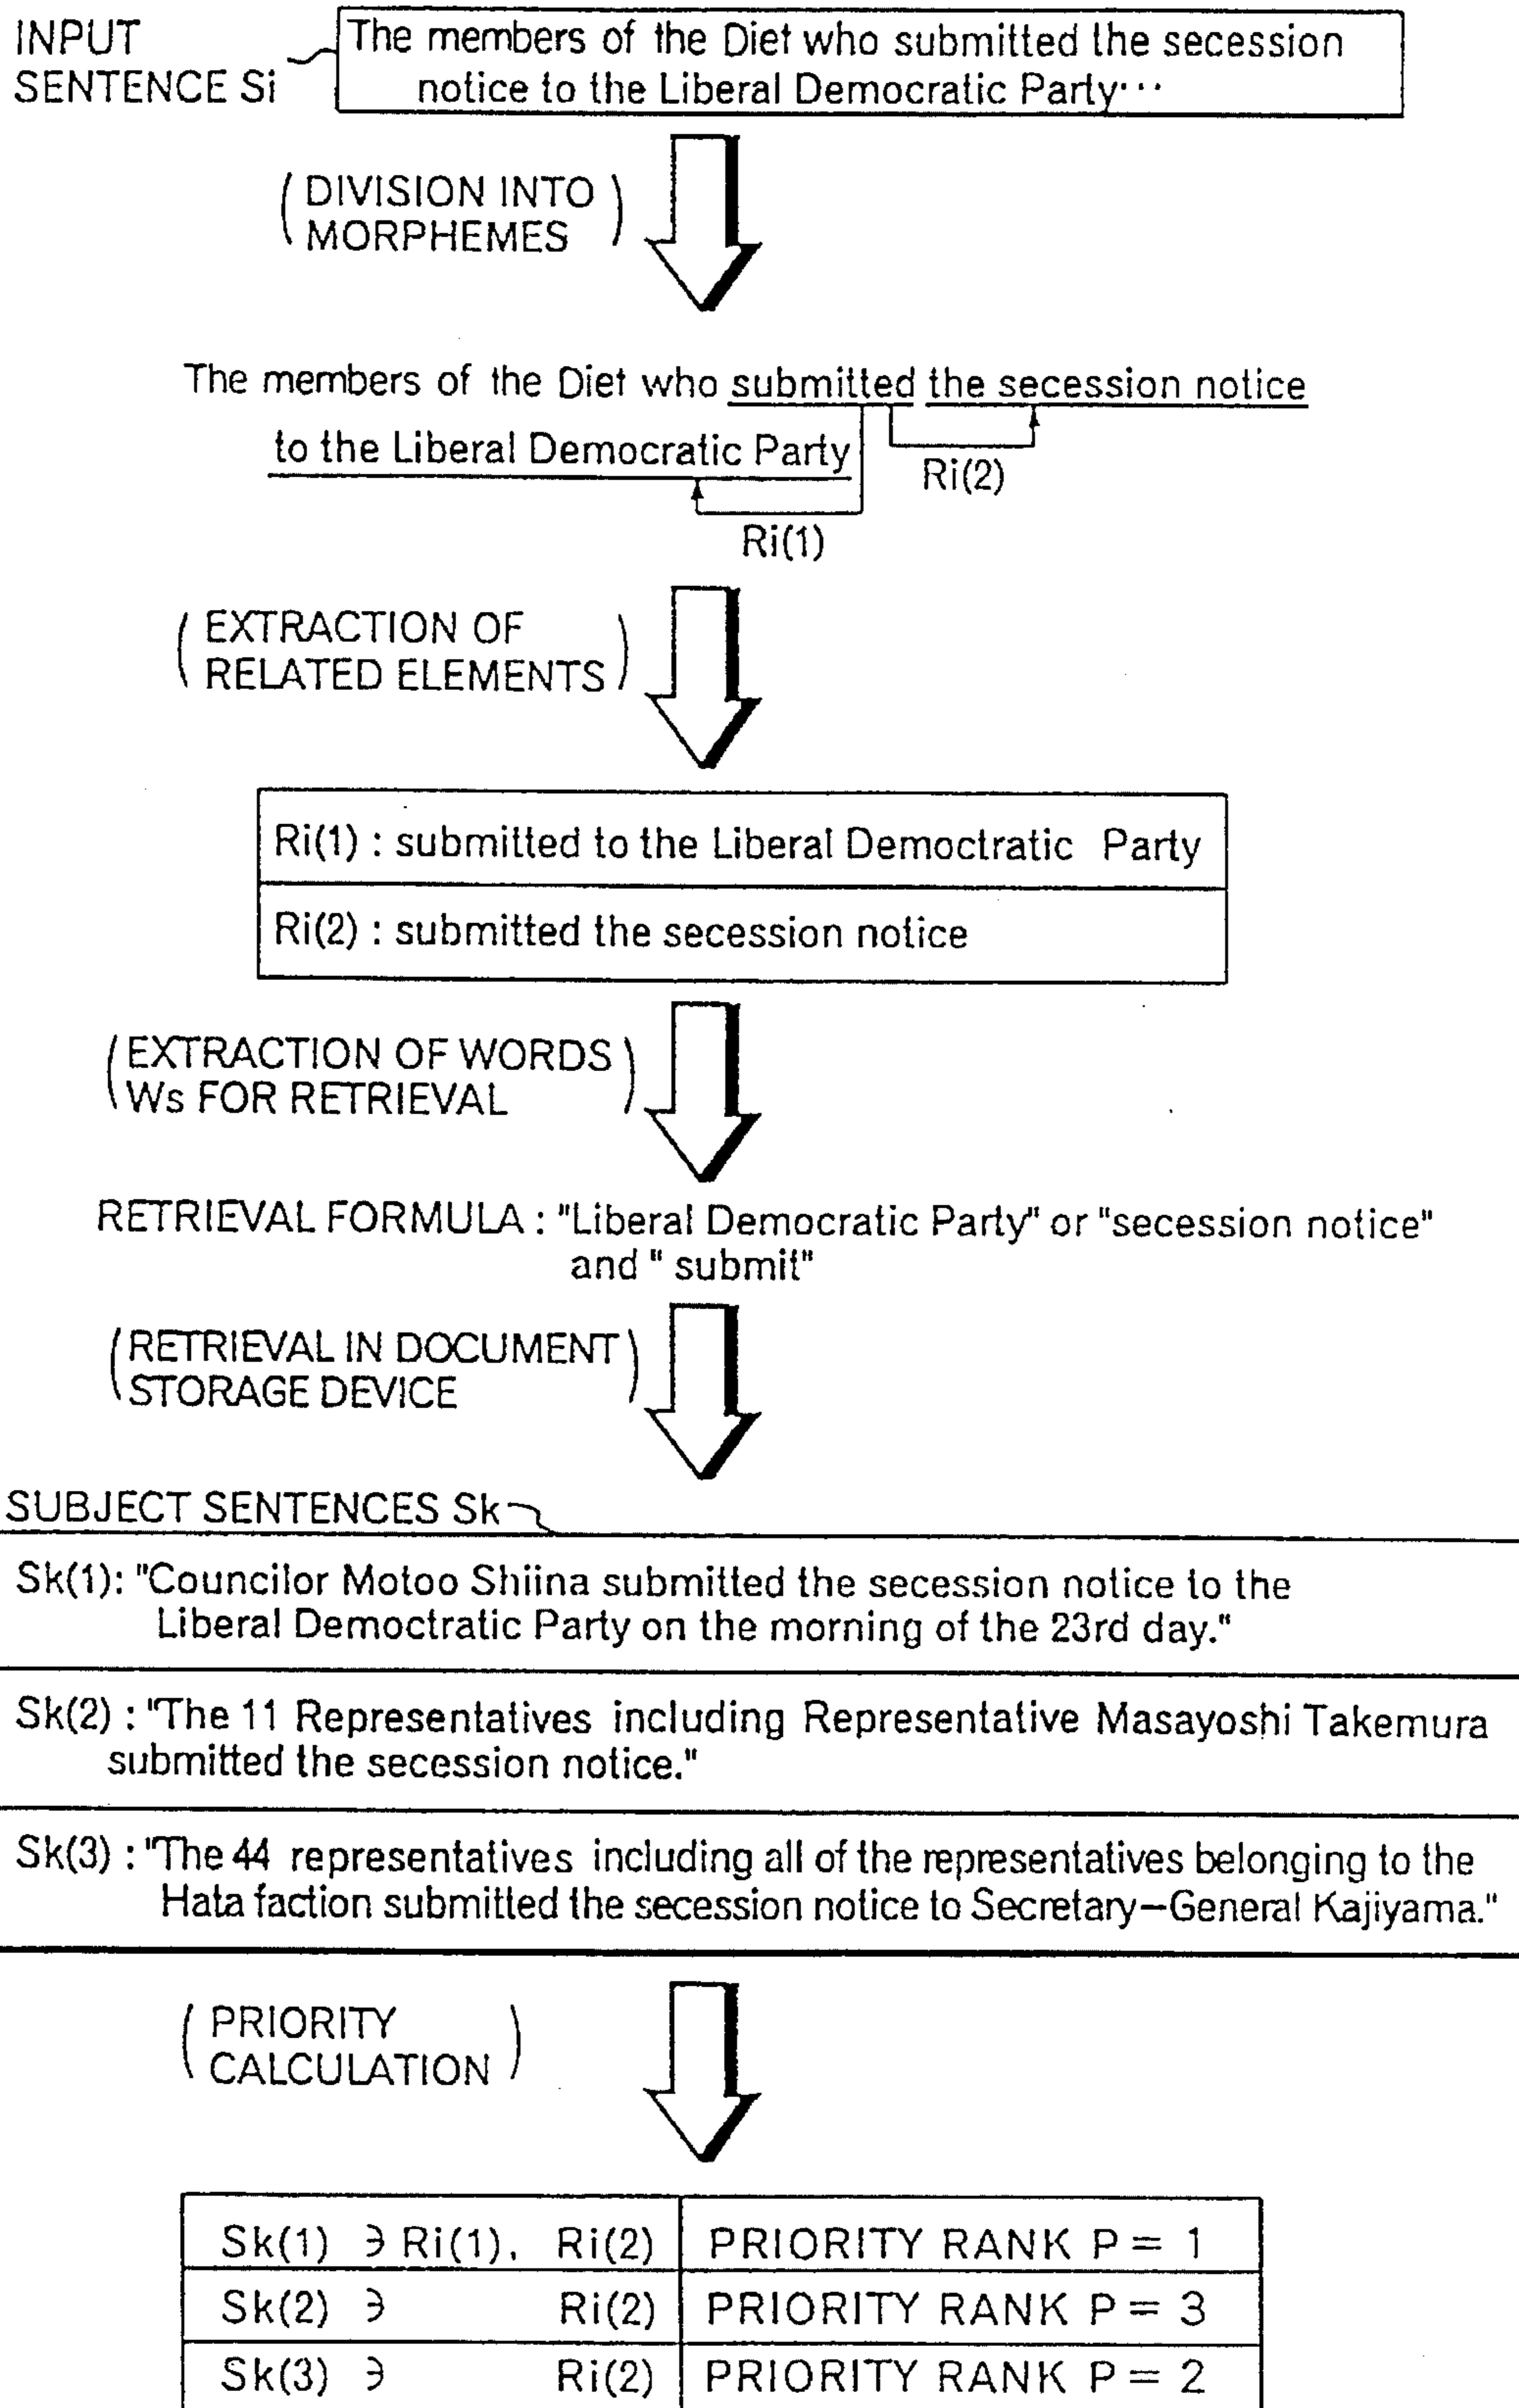 INPUT
SENTENCE Si
The members of the Diet who submitted the secession
notice to the Liberal Democratic Party···
( DIVISION INTO
MORPHEMES )
The members of the Diet who submitted the secession notice
to the Liberal Democratic Party
Ri(2)
Ri(1)
( EXTRACTION OF
RELATED ELEMENTS )
Ri(1) : submitted to the Liberal Democtratic Party
Ri(2) : submitted the secession notice
( EXTRACTION OF WORDS
Ws FOR RETRIEVAL )
RETRIEVAL FORMULA : "Liberal Democratic Party" or "secession notice"
and " submit"
( RETRIEVAL IN DOCUMENT
STORAGE DEVICE )
SUBJECT SENTENCES Sk
Sk(1): "Councilor Motoo Shiina submitted the secession notice to the
Liberal Democtratic Party on the morning of the 23rd day."
Sk(2) : "The 11 Representatives including Representative Masayoshi Takemura
submitted the secession notice."
Sk(3) : "The 44 representatives including all of the representatives belonging to the
Hata faction submitted the secession notice to Secretary–General Kajiyama."
( PRIORITY
CALCULATION )
Sk(1) ∋ Ri(1), Ri(2) PRIORITY RANK P = 1
Sk(2) ∋ Ri(2) PRIORITY RANK P = 3
Sk(3) ∋ Ri(2) PRIORITY RANK P = 2